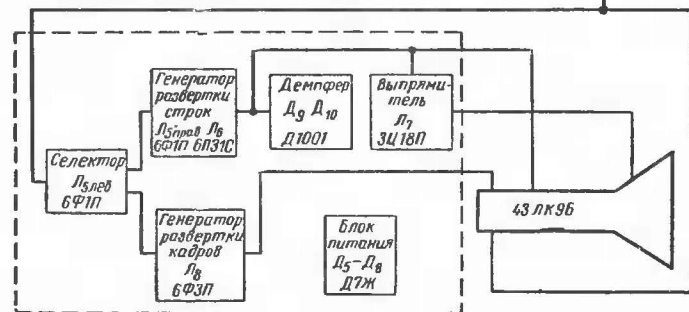 Генератор
развертки
строк
Л5прав Л6
6Ф1П 6П31С
Демпфер
Д9 Д10
Д1001
Выпрями-
тель
Л7
3Ц18П
Селектор
Л5лев
6Ф1П
Генератор
развертки
кадров
Л8
6Ф3П
Блок
питания
Д5–Д8
Д7Ж
43ЛК9Б